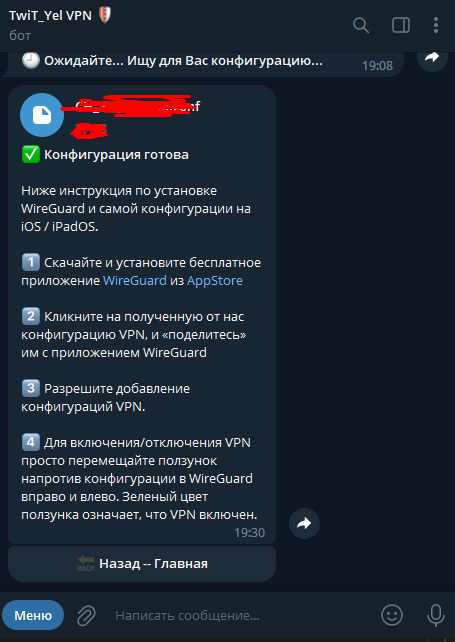 TwiT_Yel VPN
бот
Ожидайте... Ищу для Вас конфигурацию...
19:08
Конфигурация готова
Ниже инструкция по установке
WireGuard и самой конфигурации на
iOS / iPadOS.
1 Скачайте и установите бесплатное
приложение WireGuard из AppStore
2 Кликните на полученную от нас
конфигурацию VPN, и «поделитесь»
им с приложением WireGuard
3 Разрешите добавление
конфигураций VPN.
4 Для включения/отключения VPN
просто перемещайте ползунок
напротив конфигурации в WireGuard
вправо и влево. Зеленый цвет
ползунка означает, что VPN включен.
19:30
BACK Назад -- Главная
Меню
Написать сообщение...